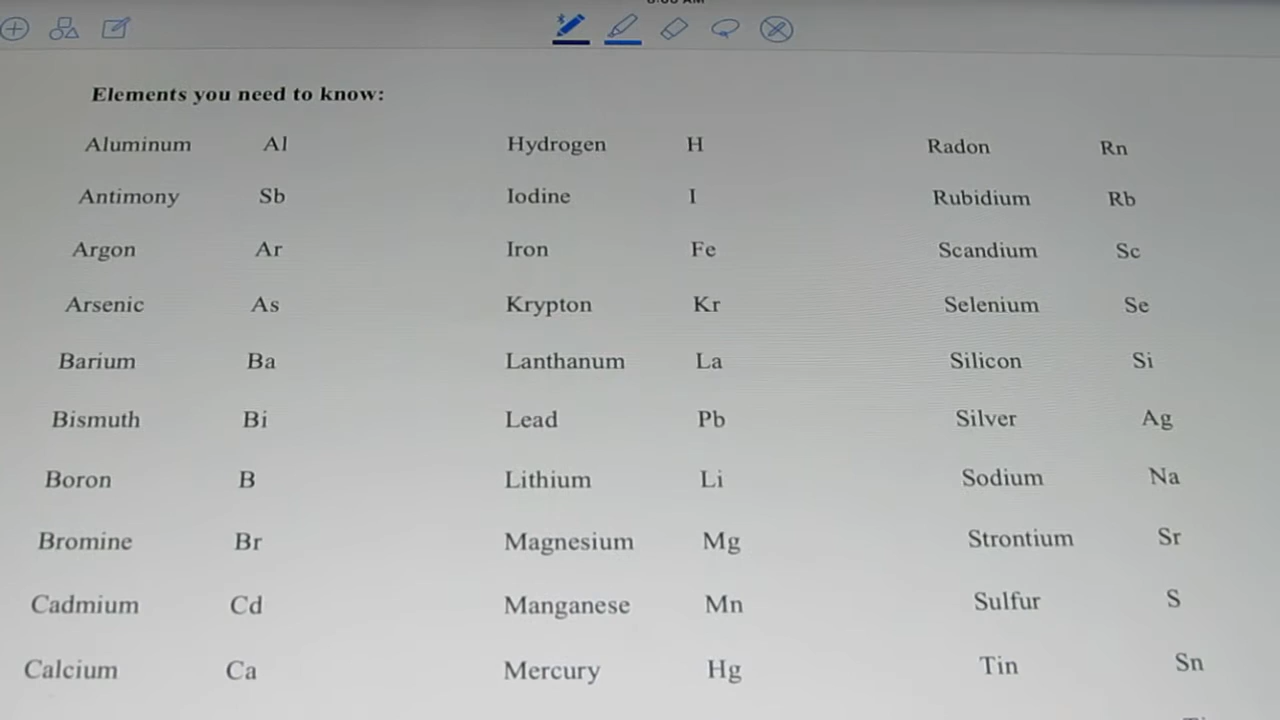 Elements you need to know:
Aluminum Al Hydrogen H Radon Rn
Antimony Sb Iodine I Rubidium Rb
Argon Ar Iron Fe Scandium Sc
Arsenic As Krypton Kr Selenium Se
Barium Ba Lanthanum La Silicon Si
Bismuth Bi Lead Pb Silver Ag
Boron B Lithium Li Sodium Na
Bromine Br Magnesium Mg Strontium Sr
Cadmium Cd Manganese Mn Sulfur S
Calcium Ca Mercury Hg Tin Sn